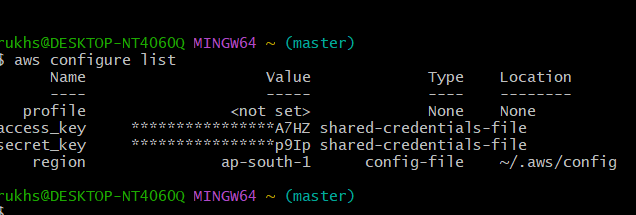 rukhs@DESKTOP-NT4060Q MINGW64 ~ (master)
$ aws configure list
Name Value Type Location
---- ----- ---- --------
profile <not set> None None
access_key ****************A7HZ shared-credentials-file
secret_key ****************p9Ip shared-credentials-file
region ap-south-1 config-file ~/.aws/config
rukhs@DESKTOP-NT4060Q MINGW64 ~ (master)
$